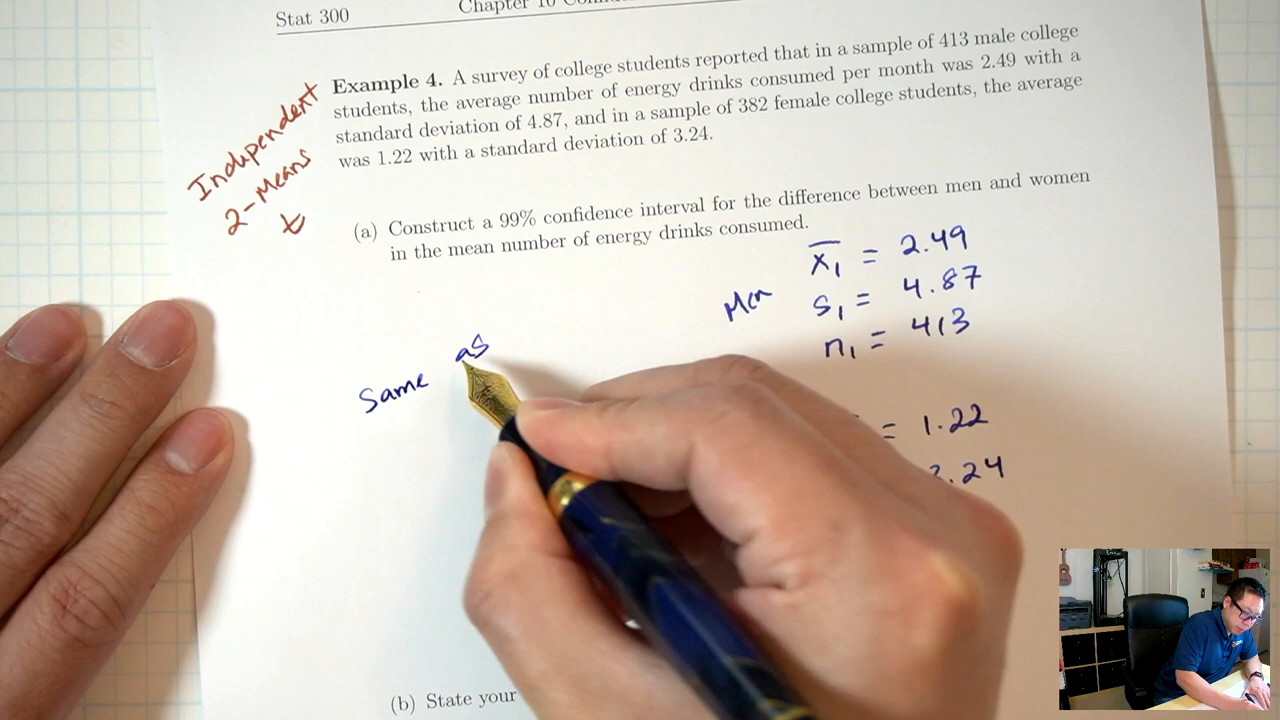 Stat 300
Chapter 10
Example 4. A survey of college students reported that in a sample of 413 male college
students, the average number of energy drinks consumed per month was 2.49 with a
standard deviation of 4.87, and in a sample of 382 female college students, the average
was 1.22 with a standard deviation of 3.24.
Independent
2-Means
t
(a) Construct a 99% confidence interval for the difference between men and women
in the mean number of energy drinks consumed.
Men
x̄₁ = 2.49
s₁ = 4.87
n₁ = 413
Same as
= 1.22
3.24
(b) State your